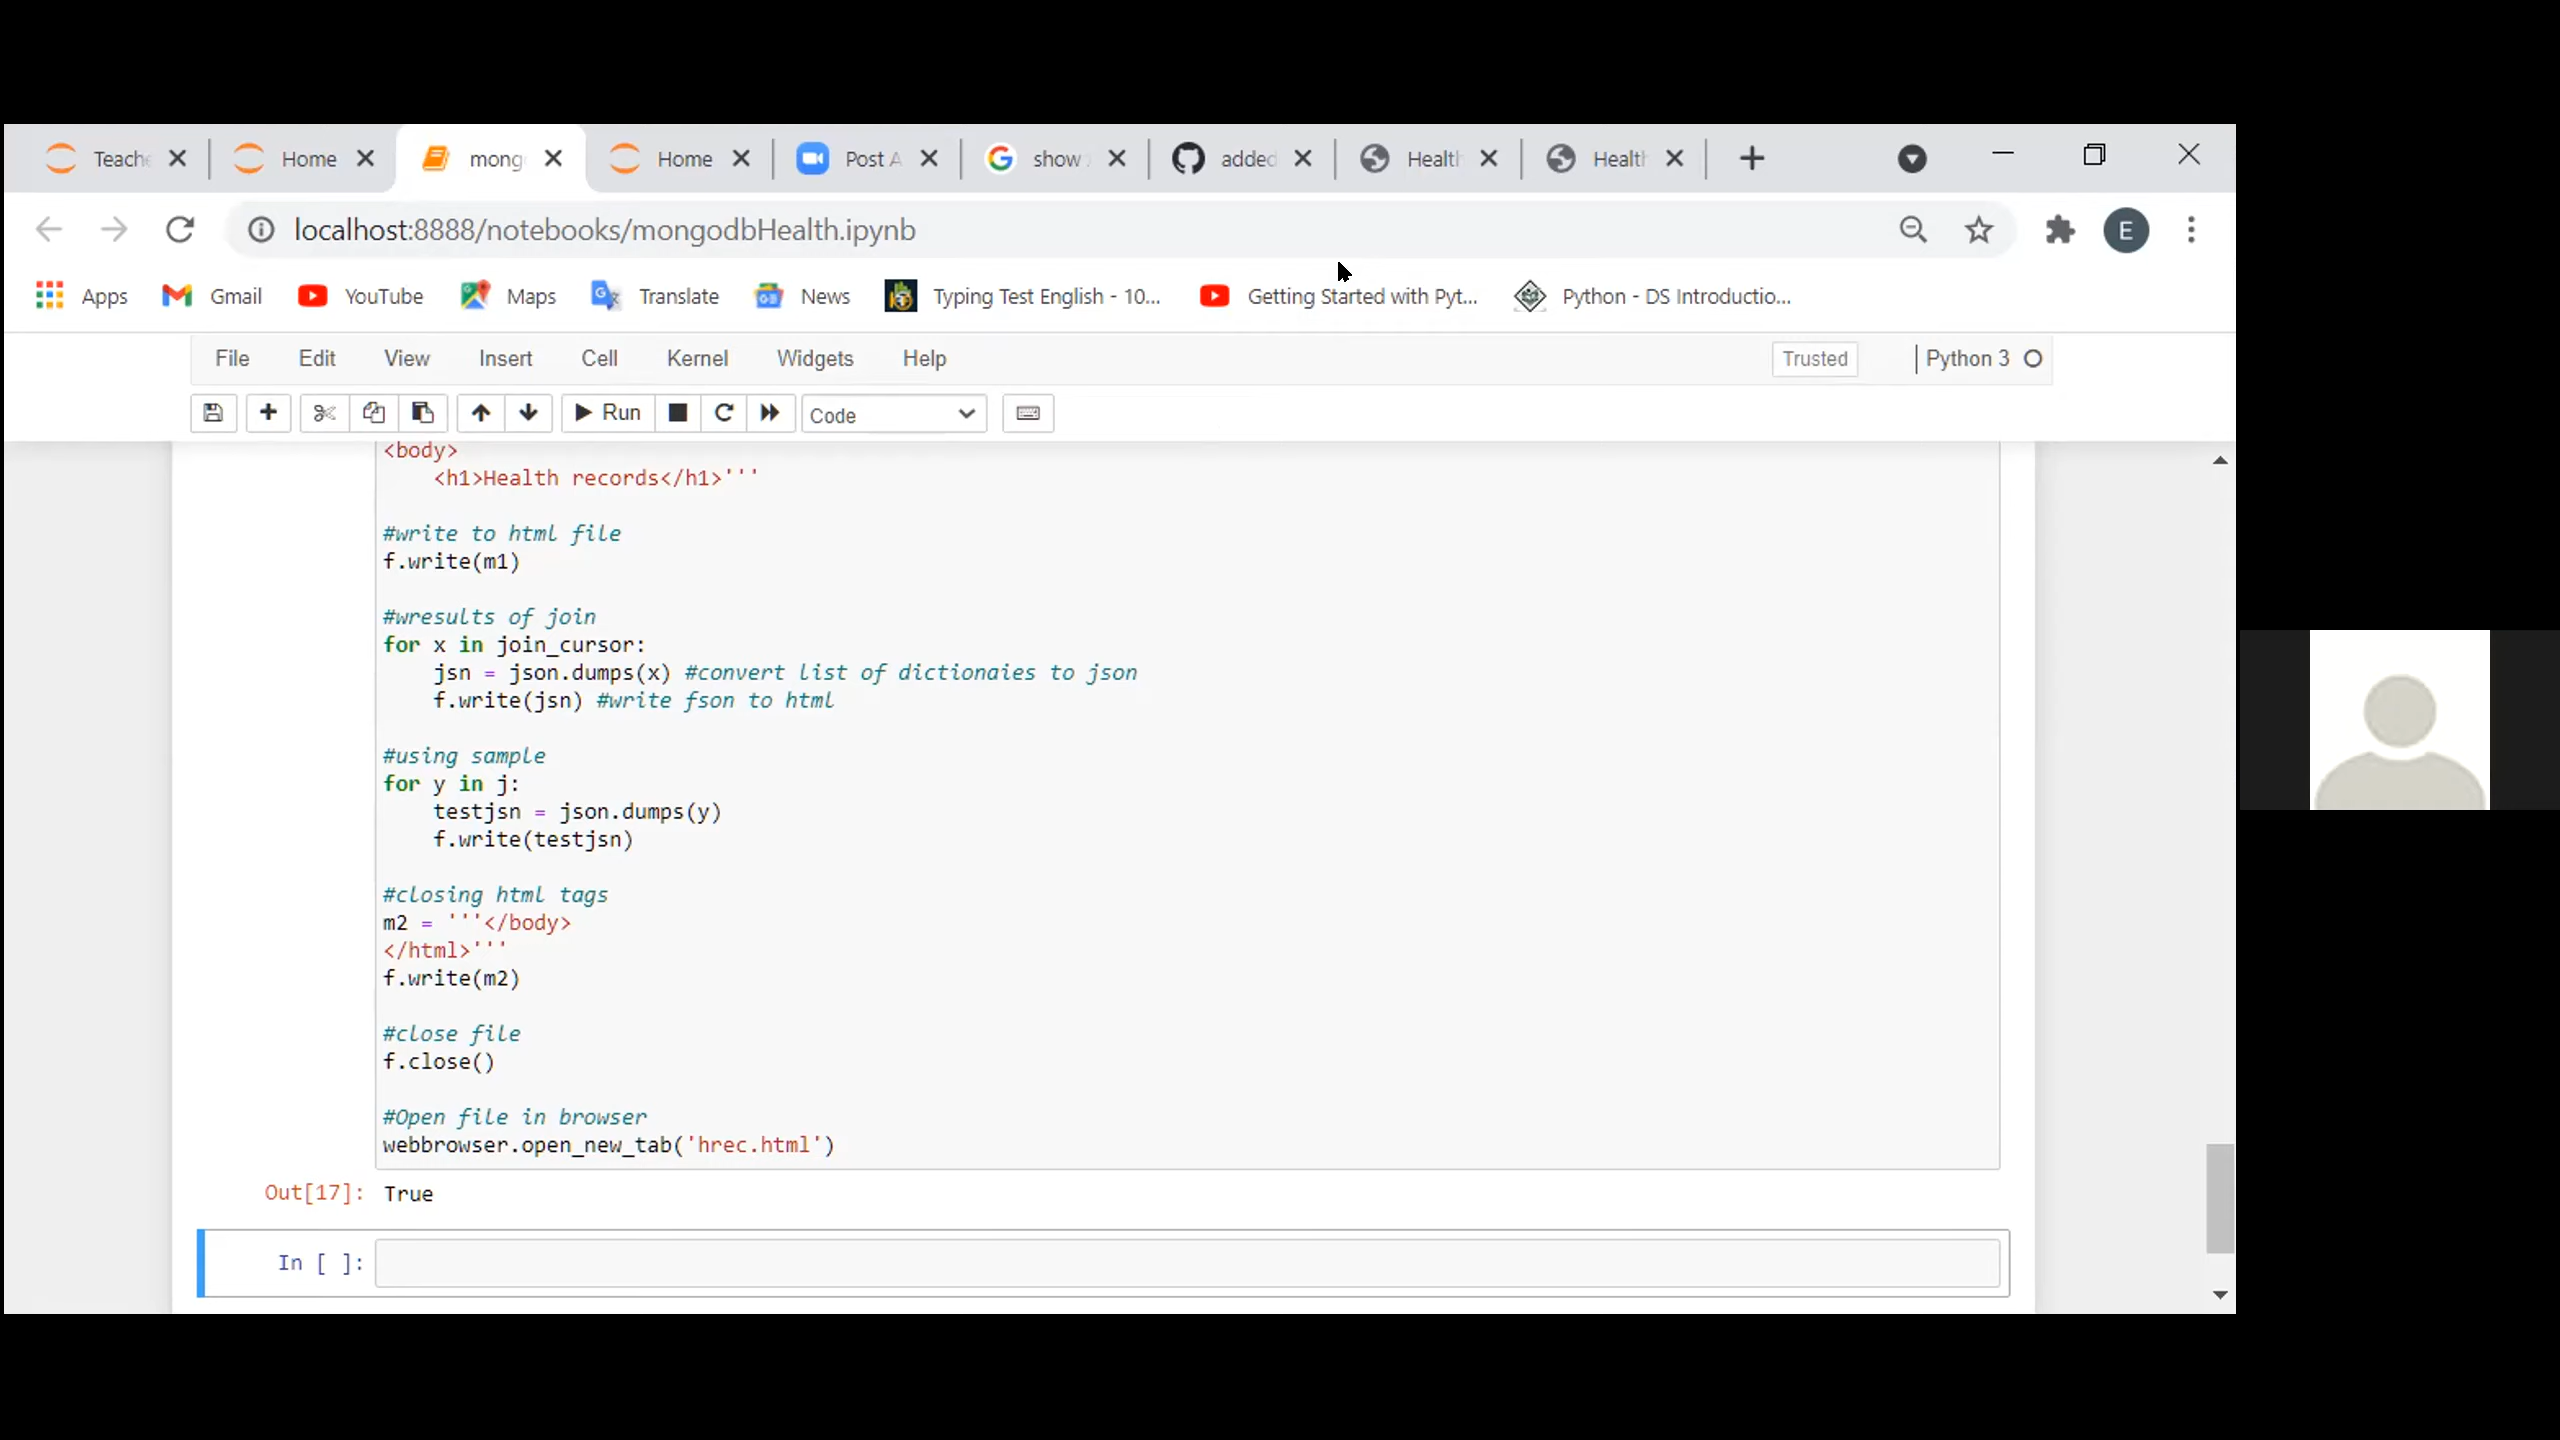 Teache
Home
mong
Home
Post A
show
added
Health
Health
localhost:8888/notebooks/mongodbHealth.ipynb
E
Apps
Gmail
YouTube
Maps
Translate
News
Typing Test English - 10...
Getting Started with Pyt...
Python - DS Introductio...
File Edit View Insert Cell Kernel Widgets Help
Trusted
Python 3
Run
Code
<body>
<h1>Health records</h1>'''
#write to html file
f.write(m1)
#wresults of join
for x in join_cursor:
jsn = json.dumps(x) #convert list of dictionaies to json
f.write(jsn) #write fson to html
#using sample
for y in j:
testjsn = json.dumps(y)
f.write(testjsn)
#closing html tags
m2 = '''</body>
</html>'''
f.write(m2)
#close file
f.close()
#Open file in browser
webbrowser.open_new_tab('hrec.html')
Out[17]: True
In [ ]: